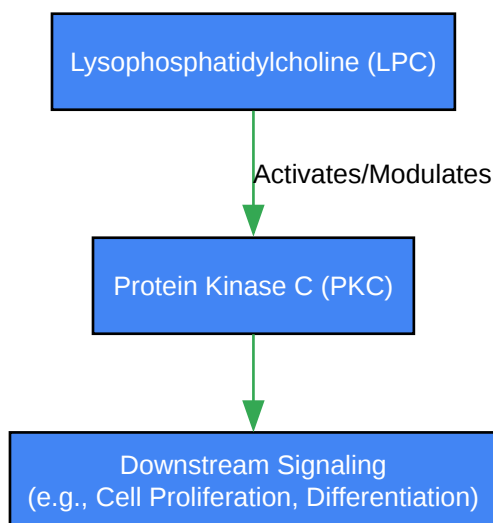 Lysophosphatidylcholine (LPC)
Activates/Modulates
Protein Kinase C (PKC)
Downstream Signaling
(e.g., Cell Proliferation, Differentiation)